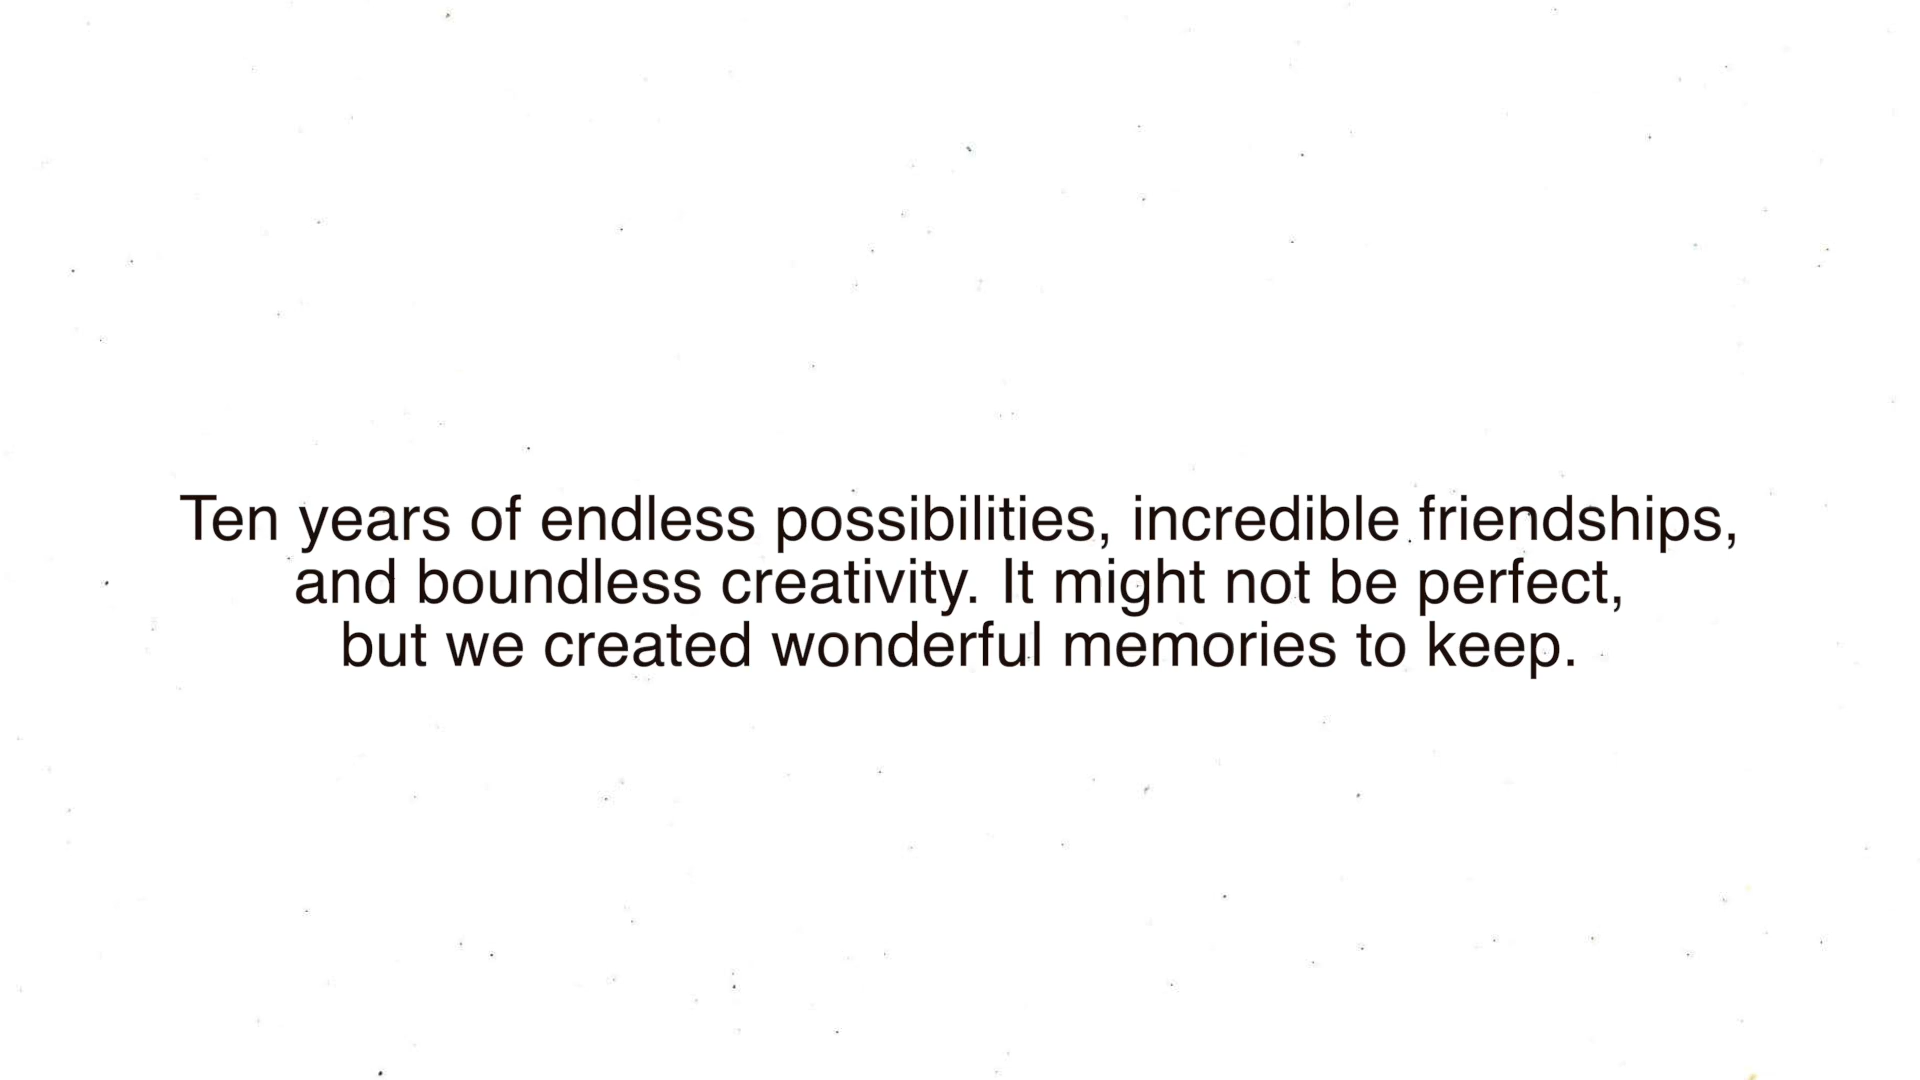 Ten years of endless possibilities, incredible friendships,
and boundless creativity. It might not be perfect,
but we created wonderful memories to keep.